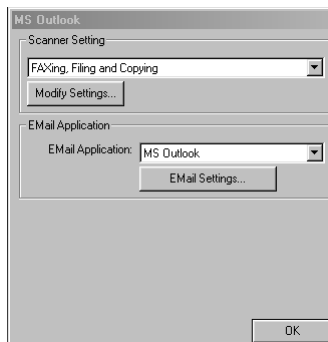 MS Outlook
Scanner Setting
FAXing, Filing and Copying
Modify Settings...
EMail Application
EMail Application: MS Outlook
EMail Settings...
OK